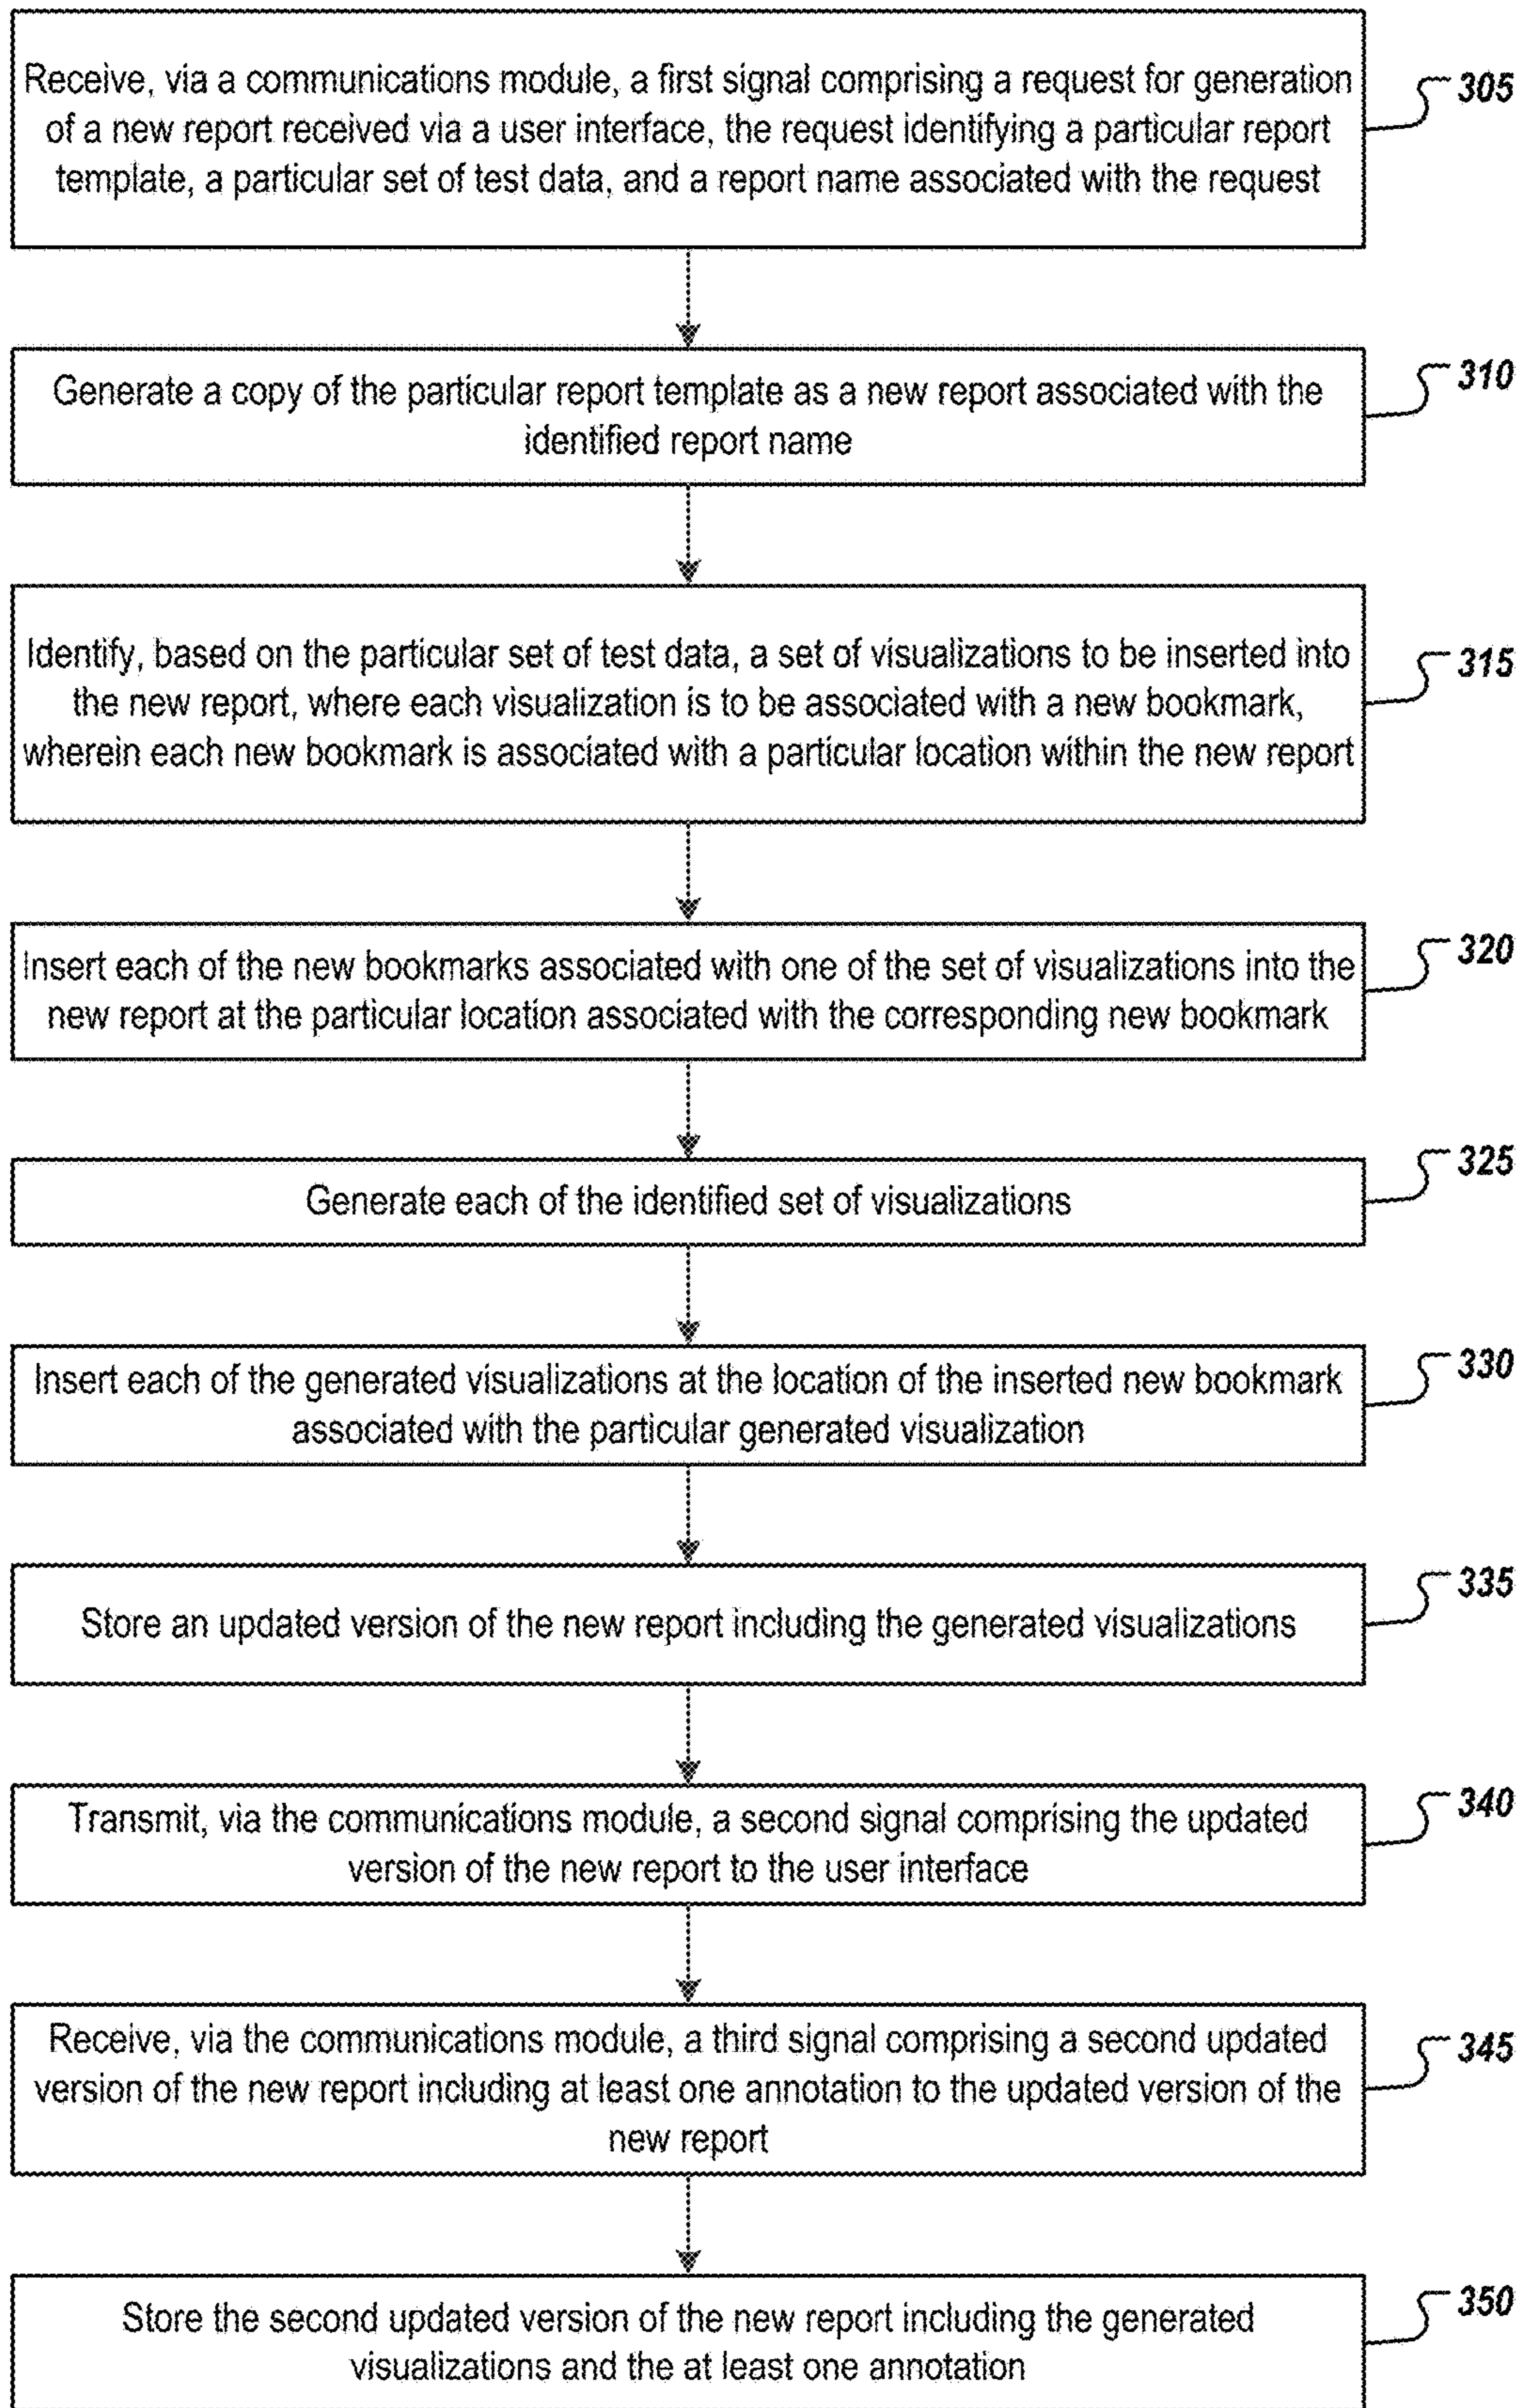 Receive, via a communications module, a first signal comprising a request for generation
of a new report received via a user interface, the request identifying a particular report
template, a particular set of test data, and a report name associated with the request
305
Generate a copy of the particular report template as a new report associated with the
identified report name
310
Identify, based on the particular set of test data, a set of visualizations to be inserted into
the new report, where each visualization is to be associated with a new bookmark,
wherein each new bookmark is associated with a particular location within the new report
315
Insert each of the new bookmarks associated with one of the set of visualizations into the
new report at the particular location associated with the corresponding new bookmark
320
Generate each of the identified set of visualizations
325
Insert each of the generated visualizations at the location of the inserted new bookmark
associated with the particular generated visualization
330
Store an updated version of the new report including the generated visualizations
335
Transmit, via the communications module, a second signal comprising the updated
version of the new report to the user interface
340
Receive, via the communications module, a third signal comprising a second updated
version of the new report including at least one annotation to the updated version of the
new report
345
Store the second updated version of the new report including the generated
visualizations and the at least one annotation
350